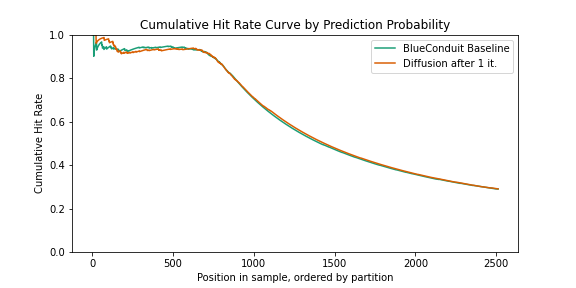 Cumulative Hit Rate Curve by Prediction Probability
BlueConduit Baseline
Diffusion after 1 it.
Cumulative Hit Rate
1.0
0.8
0.6
0.4
0.2
0.0
0
500
1000
1500
2000
2500
Position in sample, ordered by partition